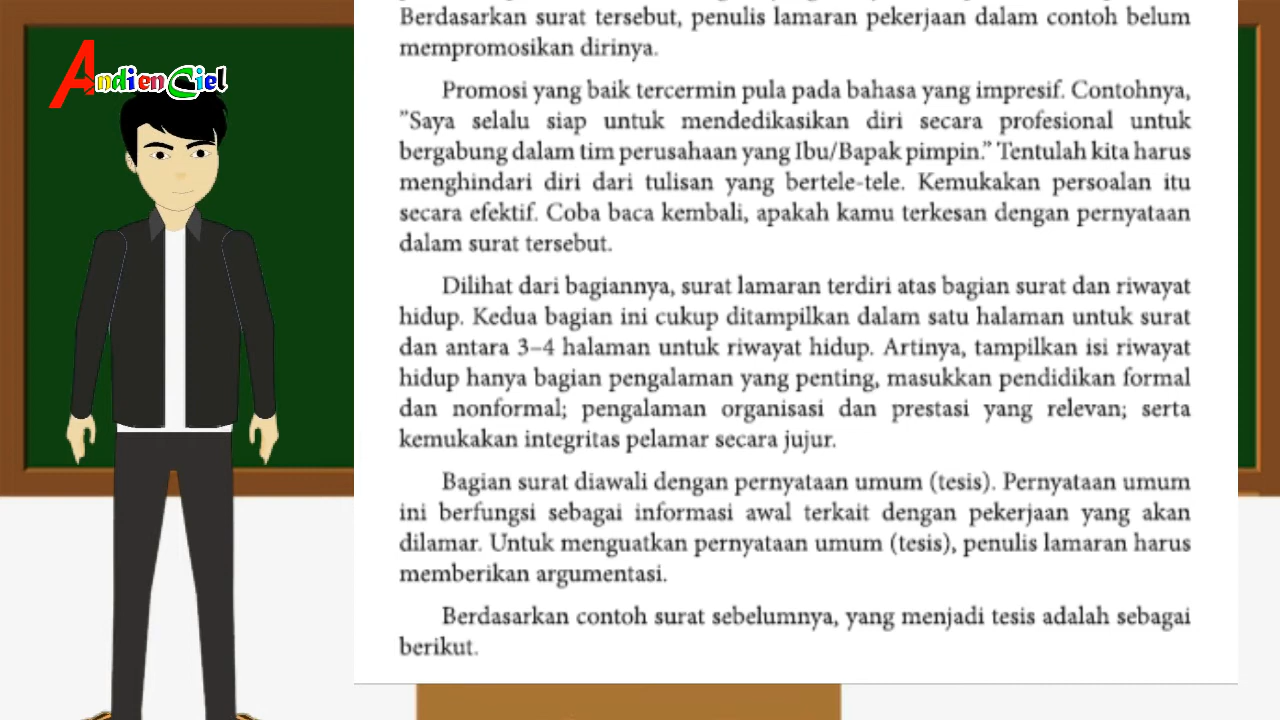 Andien Ciel
Berdasarkan surat tersebut, penulis lamaran pekerjaan dalam contoh belum
mempromosikan dirinya.
Promosi yang baik tercermin pula pada bahasa yang impresif. Contohnya,
”Saya selalu siap untuk mendedikasikan diri secara profesional untuk
bergabung dalam tim perusahaan yang Ibu/Bapak pimpin.” Tentulah kita harus
menghindari diri dari tulisan yang bertele-tele. Kemukakan persoalan itu
secara efektif. Coba baca kembali, apakah kamu terkesan dengan pernyataan
dalam surat tersebut.
Dilihat dari bagiannya, surat lamaran terdiri atas bagian surat dan riwayat
hidup. Kedua bagian ini cukup ditampilkan dalam satu halaman untuk surat
dan antara 3–4 halaman untuk riwayat hidup. Artinya, tampilkan isi riwayat
hidup hanya bagian pengalaman yang penting, masukkan pendidikan formal
dan nonformal; pengalaman organisasi dan prestasi yang relevan; serta
kemukakan integritas pelamar secara jujur.
Bagian surat diawali dengan pernyataan umum (tesis). Pernyataan umum
ini berfungsi sebagai informasi awal terkait dengan pekerjaan yang akan
dilamar. Untuk menguatkan pernyataan umum (tesis), penulis lamaran harus
memberikan argumentasi.
Berdasarkan contoh surat sebelumnya, yang menjadi tesis adalah sebagai
berikut.